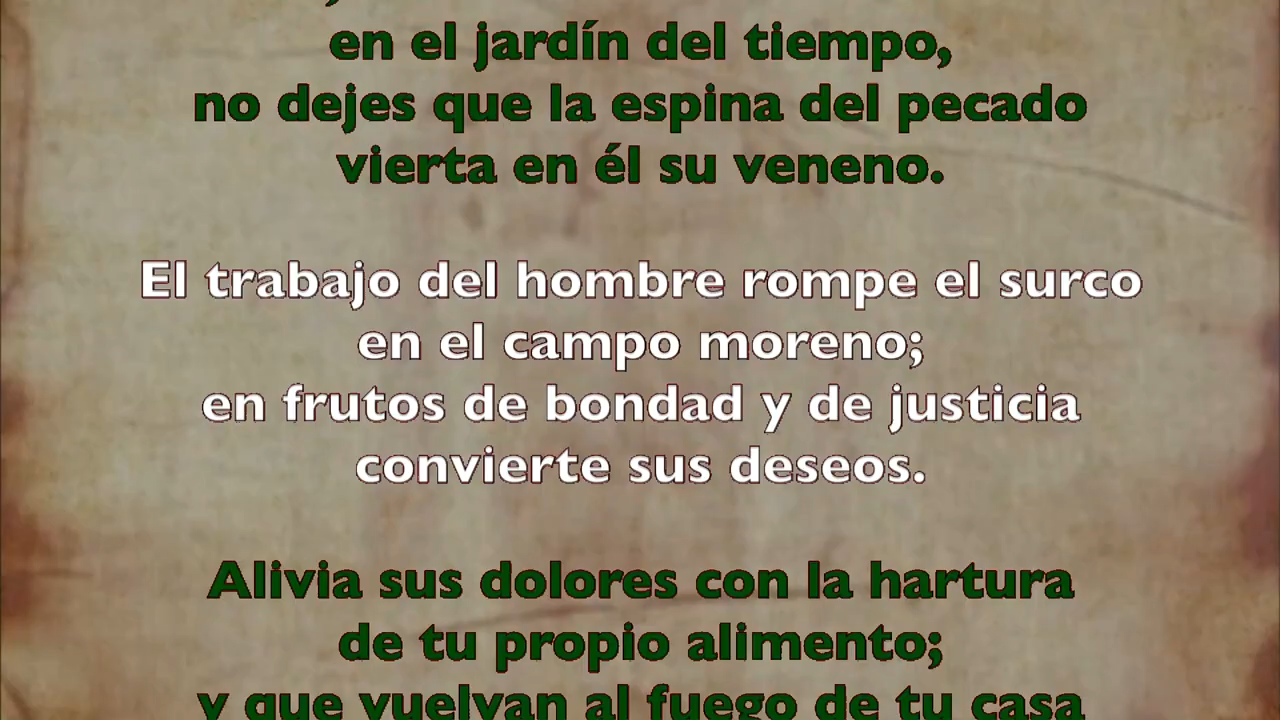 en el jardín del tiempo,
no dejes que la espina del pecado
vierta en él su veneno.
El trabajo del hombre rompe el surco
en el campo moreno;
en frutos de bondad y de justicia
convierte sus deseos.
Alivia sus dolores con la hartura
de tu propio alimento;
y que vuelvan al fuego de tu casa